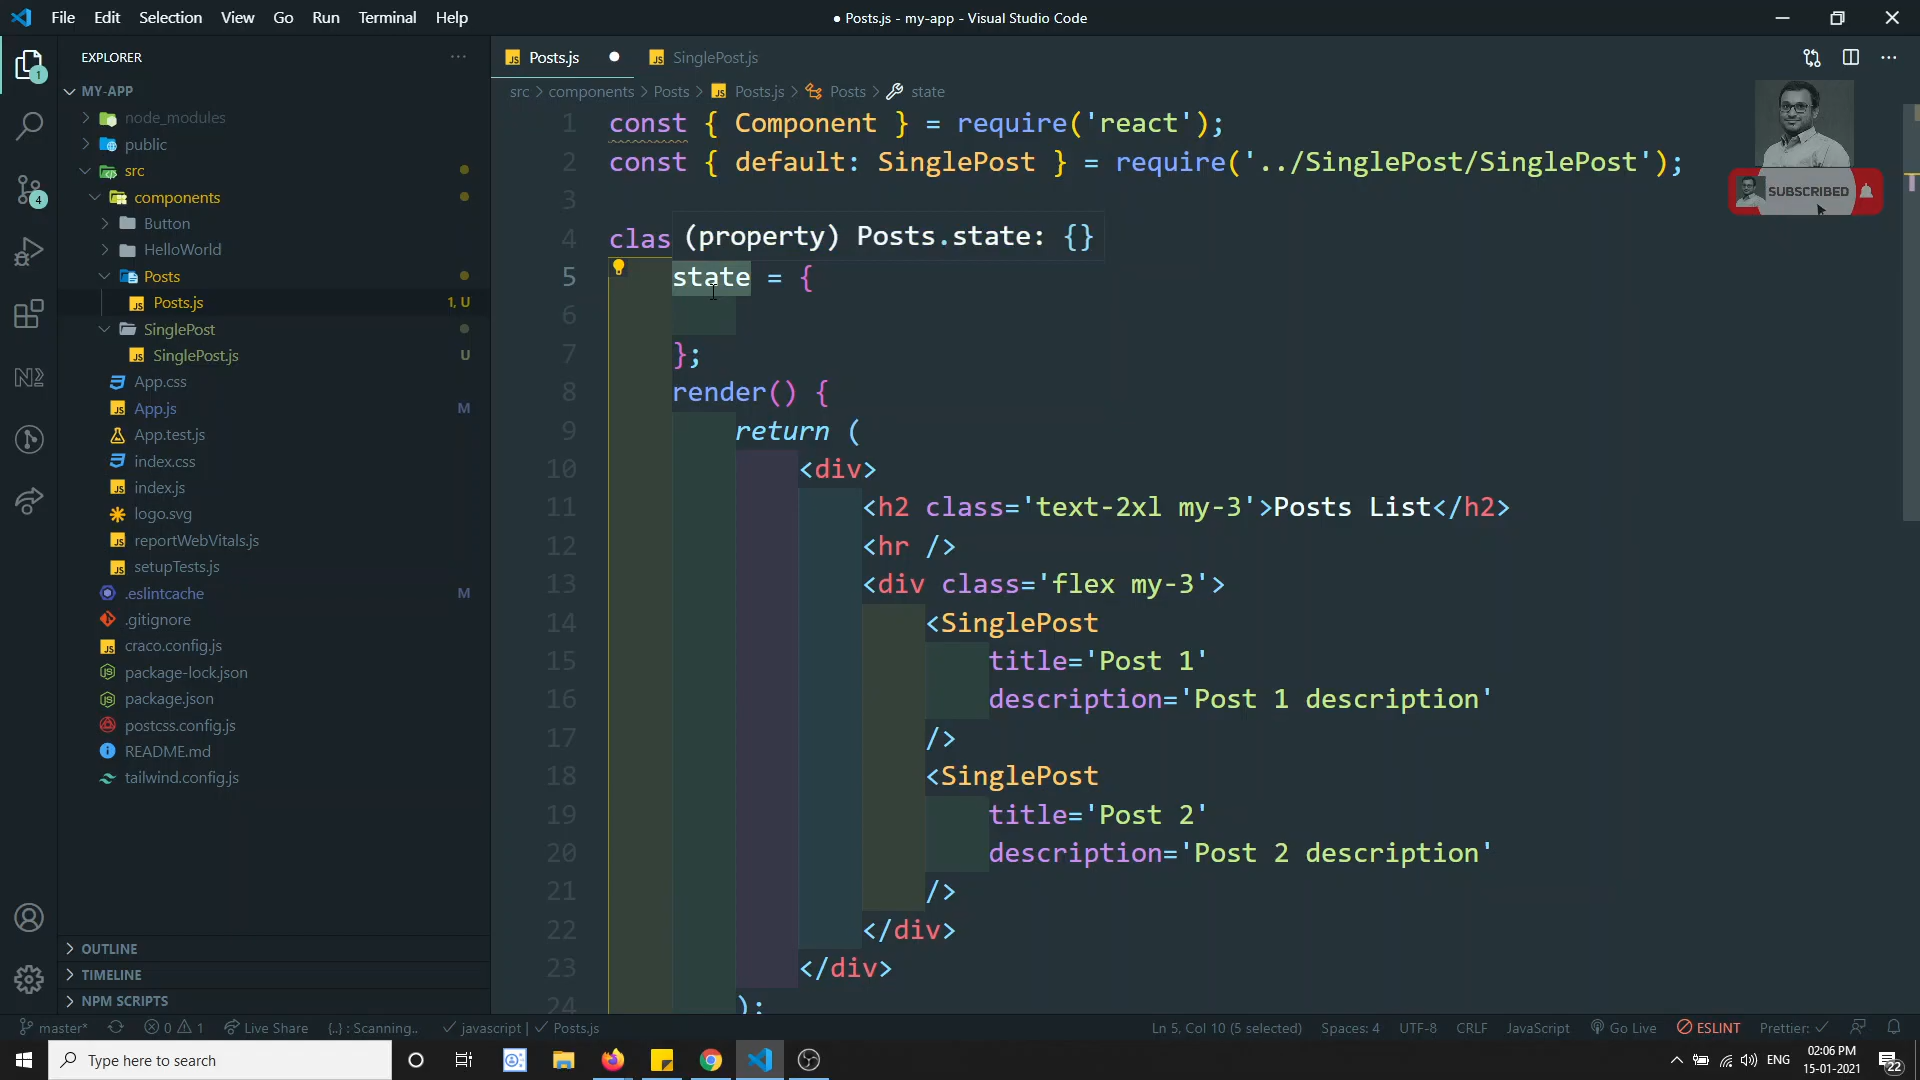 File Edit Selection View Go Run Terminal Help
● Posts.js - my-app - Visual Studio Code
EXPLORER
MY-APP
node_modules
public
src
components
Button
HelloWorld
Posts
Posts.js 1, U
SinglePost
SinglePost.js U
App.css
App.js M
App.test.js
index.css
index.js
logo.svg
reportWebVitals.js
setupTests.js
.eslintcache M
.gitignore
craco.config.js
package-lock.json
package.json
postcss.config.js
README.md
tailwind.config.js
OUTLINE
TIMELINE
NPM SCRIPTS
1
4
Posts.js SinglePost.js
src > components > Posts > Posts.js > Posts > state
SUBSCRIBED
1 const { Component } = require('react');
2 const { default: SinglePost } = require('../SinglePost/SinglePost');
3
4 clas
(property) Posts.state: {}
5 state = {
6
7 };
8 render() {
9 return (
10 <div>
11 <h2 class='text-2xl my-3'>Posts List</h2>
12 <hr />
13 <div class='flex my-3'>
14 <SinglePost
15 title='Post 1'
16 description='Post 1 description'
17 />
18 <SinglePost
19 title='Post 2'
20 description='Post 2 description'
21 />
22 </div>
23 </div>
24 );
master* 0 1 Live Share {..} : Scanning.. javascript | Posts.js Ln 5, Col 10 (5 selected) Spaces: 4 UTF-8 CRLF JavaScript Go Live ESLINT Prettier:
Type here to search
ENG 02:06 PM
15-01-2021
22